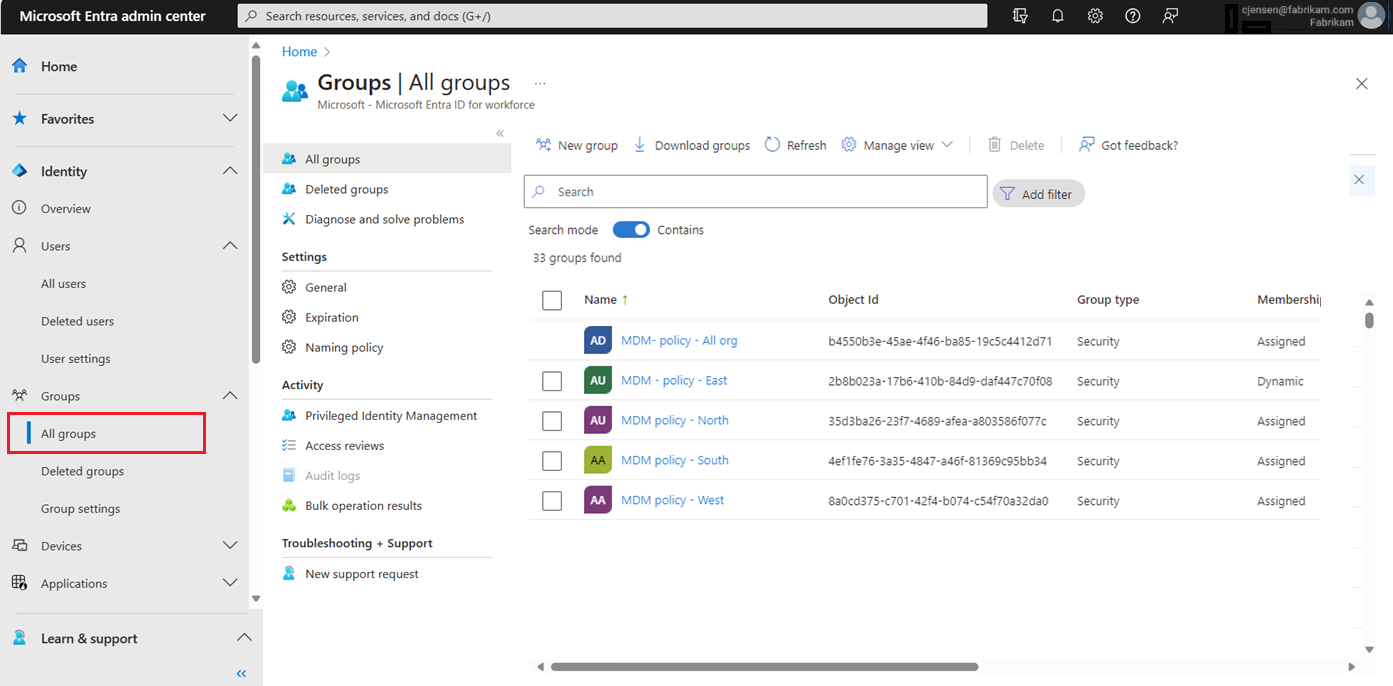 Microsoft Entra admin center
Search resources, services, and docs (G+/)
cjensen@fabrikam.com
Fabrikam
Home
Favorites
Identity
Overview
Users
All users
Deleted users
User settings
Groups
All groups
Deleted groups
Group settings
Devices
Applications
Learn & support
Home
Groups | All groups
Microsoft - Microsoft Entra ID for workforce
All groups
Deleted groups
Diagnose and solve problems
Settings
General
Expiration
Naming policy
Activity
Privileged Identity Management
Access reviews
Audit logs
Bulk operation results
Troubleshooting + Support
New support request
New group Download groups Refresh Manage view Delete Got feedback?
Search Add filter
Search mode Contains
33 groups found
Name ↑ Object Id Group type Membershi
AD MDM- policy - All org b4550b3e-45ae-4f46-ba85-19c5c4412d71 Security Assigned
AU MDM - policy - East 2b8b023a-17b6-410b-84d9-daf447c70f08 Security Dynamic
AU MDM policy - North 35d3ba26-23f7-4689-afea-a803586f077c Security Assigned
AA MDM policy - South 4ef1fe76-3a35-4847-a46f-81369c95bb34 Security Assigned
AA MDM policy - West 8a0cd375-c701-42f4-b074-c54f70a32da0 Security Assigned